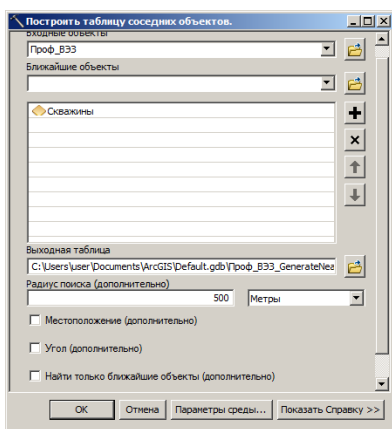 Построить таблицу соседних объектов.
Входные объекты
Проф_ВЭЗ
Ближайшие объекты
Скважины
Выходная таблица
C:\Users\user\Documents\ArcGIS\Default.gdb\Проф_ВЭЗ_GenerateNea
Радиус поиска (дополнительно)
500 Метры
Местоположение (дополнительно)
Угол (дополнительно)
Найти только ближайшие объекты (дополнительно)
OK Отмена Параметры среды... Показать Справку >>